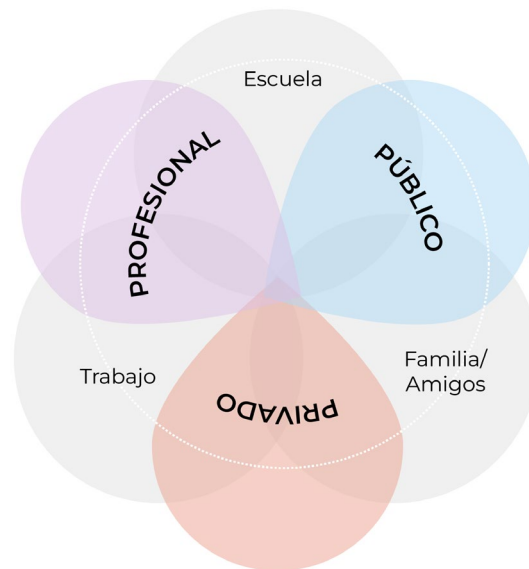 Escuela
PROFESIONAL
PÚBLICO
Trabajo
Familia/
Amigos
PRIVADO